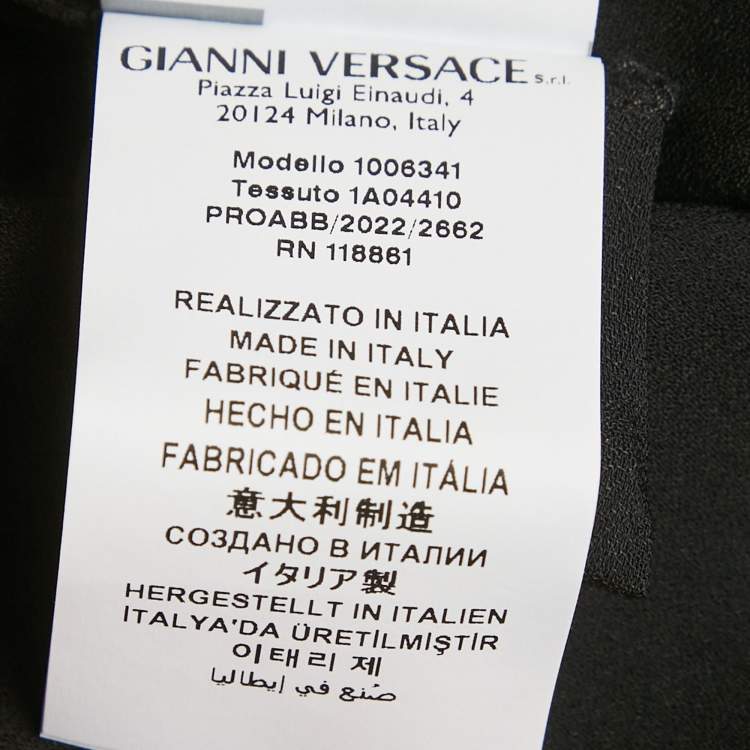 GIANNI VERSACE s.r.l.
Piazza Luigi Einaudi, 4
20124 Milano, Italy
Modello 1006341
Tessuto 1A04410
PROABB/2022/2662
RN 118861
REALIZZATO IN ITALIA
MADE IN ITALY
FABRIQUÉ EN ITALIE
HECHO EN ITALIA
FABRICADO EM ITÁLIA
意大利制造
СОЗДАНО В ИТАЛИИ
イタリア製
HERGESTELLT IN ITALIEN
İTALYA'DA ÜRETİLMİŞTİR
이태리 제
صُنع في إيطاليا